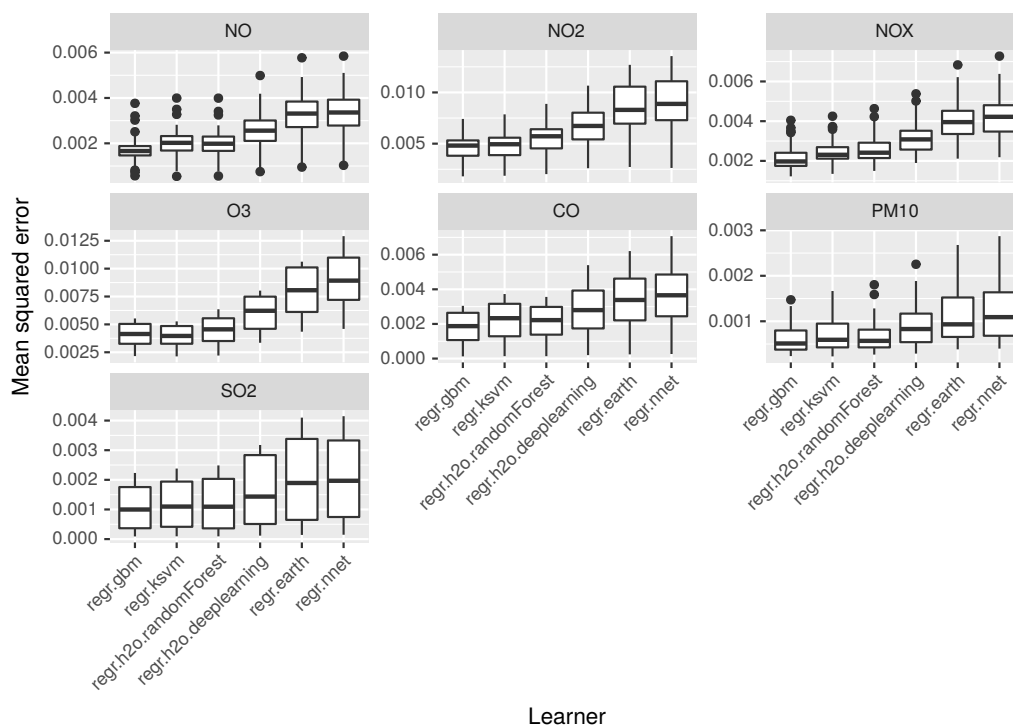 Mean squared error
NO
0.006
0.004
0.002
NO2
0.010
0.005
NOX
0.006
0.004
0.002
O3
0.0125
0.0100
0.0075
0.0050
0.0025
CO
0.006
0.004
0.002
0.000
PM10
0.003
0.002
0.001
regr.gbm
regr.ksvm
regr.h2o.randomForest
regr.h2o.deeplearning
regr.earth
regr.nnet
regr.gbm
regr.ksvm
regr.h2o.randomForest
regr.h2o.deeplearning
regr.earth
regr.nnet
SO2
0.004
0.003
0.002
0.001
0.000
regr.gbm
regr.ksvm
regr.h2o.randomForest
regr.h2o.deeplearning
regr.earth
regr.nnet
Learner